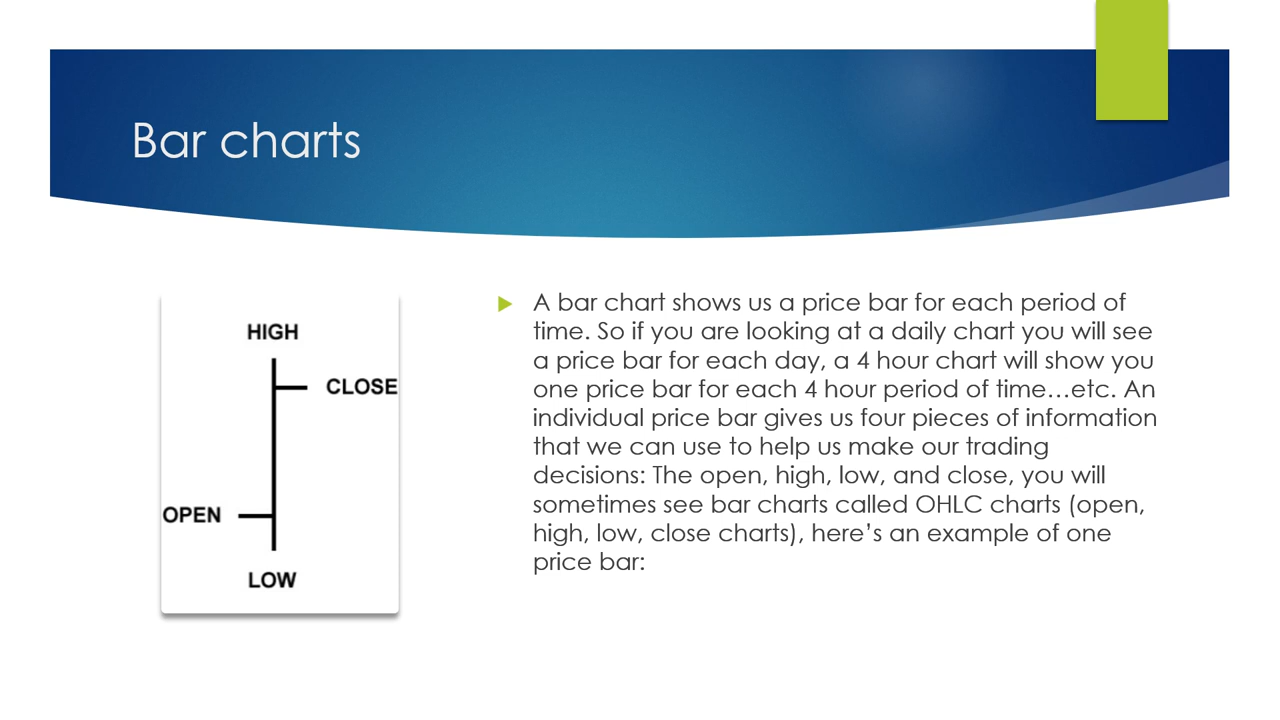 Bar charts
HIGH
CLOSE
OPEN
LOW
A bar chart shows us a price bar for each period of
time. So if you are looking at a daily chart you will see
a price bar for each day, a 4 hour chart will show you
one price bar for each 4 hour period of time…etc. An
individual price bar gives us four pieces of information
that we can use to help us make our trading
decisions: The open, high, low, and close, you will
sometimes see bar charts called OHLC charts (open,
high, low, close charts), here’s an example of one
price bar: